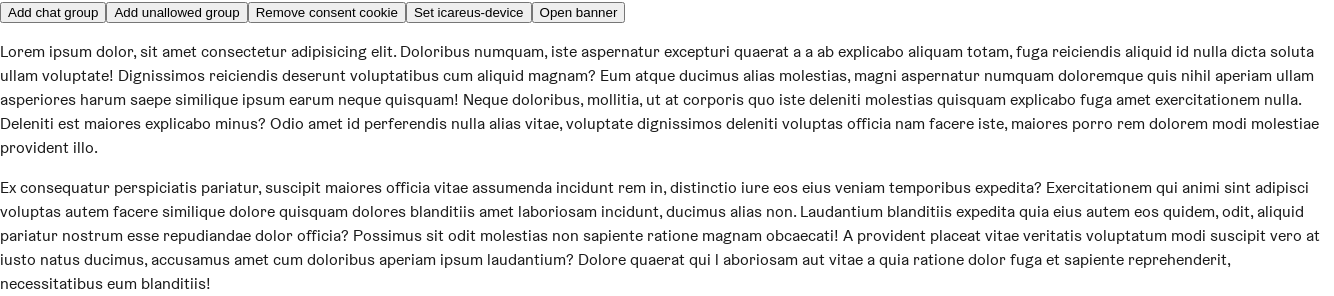 Add chat group Add unallowed group Remove consent cookie Set icareus-device Open banner
Lorem ipsum dolor, sit amet consectetur adipisicing elit. Doloribus numquam, iste aspernatur excepturi quaerat a a ab explicabo aliquam totam, fuga reiciendis aliquid id nulla dicta soluta
ullam voluptate! Dignissimos reiciendis deserunt voluptatibus cum aliquid magnam? Eum atque ducimus alias molestias, magni aspernatur numquam doloremque quis nihil aperiam ullam
asperiores harum saepe similique ipsum earum neque quisquam! Neque doloribus, mollitia, ut at corporis quo iste deleniti molestias quisquam explicabo fuga amet exercitationem nulla.
Deleniti est maiores explicabo minus? Odio amet id perferendis nulla alias vitae, voluptate dignissimos deleniti voluptas officia nam facere iste, maiores porro rem dolorem modi molestiae
provident illo.
Ex consequatur perspiciatis pariatur, suscipit maiores officia vitae assumenda incidunt rem in, distinctio iure eos eius veniam temporibus expedita? Exercitationem qui animi sint adipisci
voluptas autem facere similique dolore quisquam dolores blanditiis amet laboriosam incidunt, ducimus alias non. Laudantium blanditiis expedita quia eius autem eos quidem, odit, aliquid
pariatur nostrum esse repudiandae dolor officia? Possimus sit odit molestias non sapiente ratione magnam obcaecati! A provident placeat vitae veritatis voluptatum modi suscipit vero at
iusto natus ducimus, accusamus amet cum doloribus aperiam ipsum laudantium? Dolore quaerat qui l aboriosam aut vitae a quia ratione dolor fuga et sapiente reprehenderit,
necessitatibus eum blanditiis!